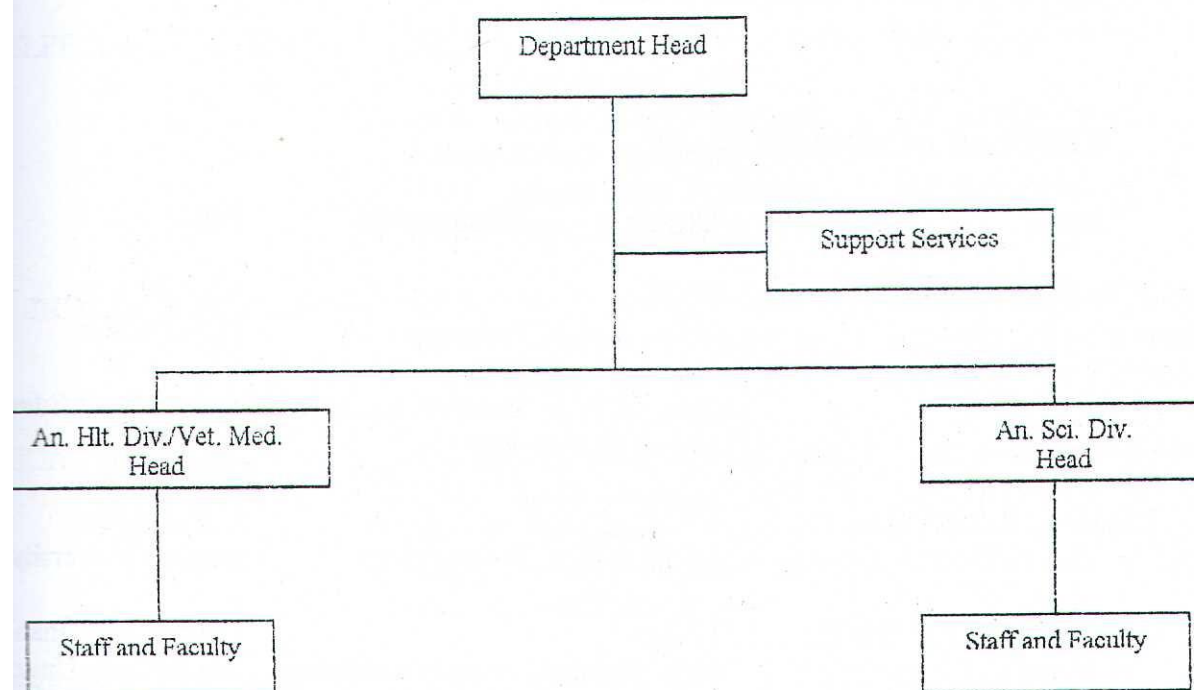 Department Head
Support Services
An. Hlt. Div./Vet. Med.
Head
An. Sci. Div.
Head
Staff and Faculty
Staff and Faculty